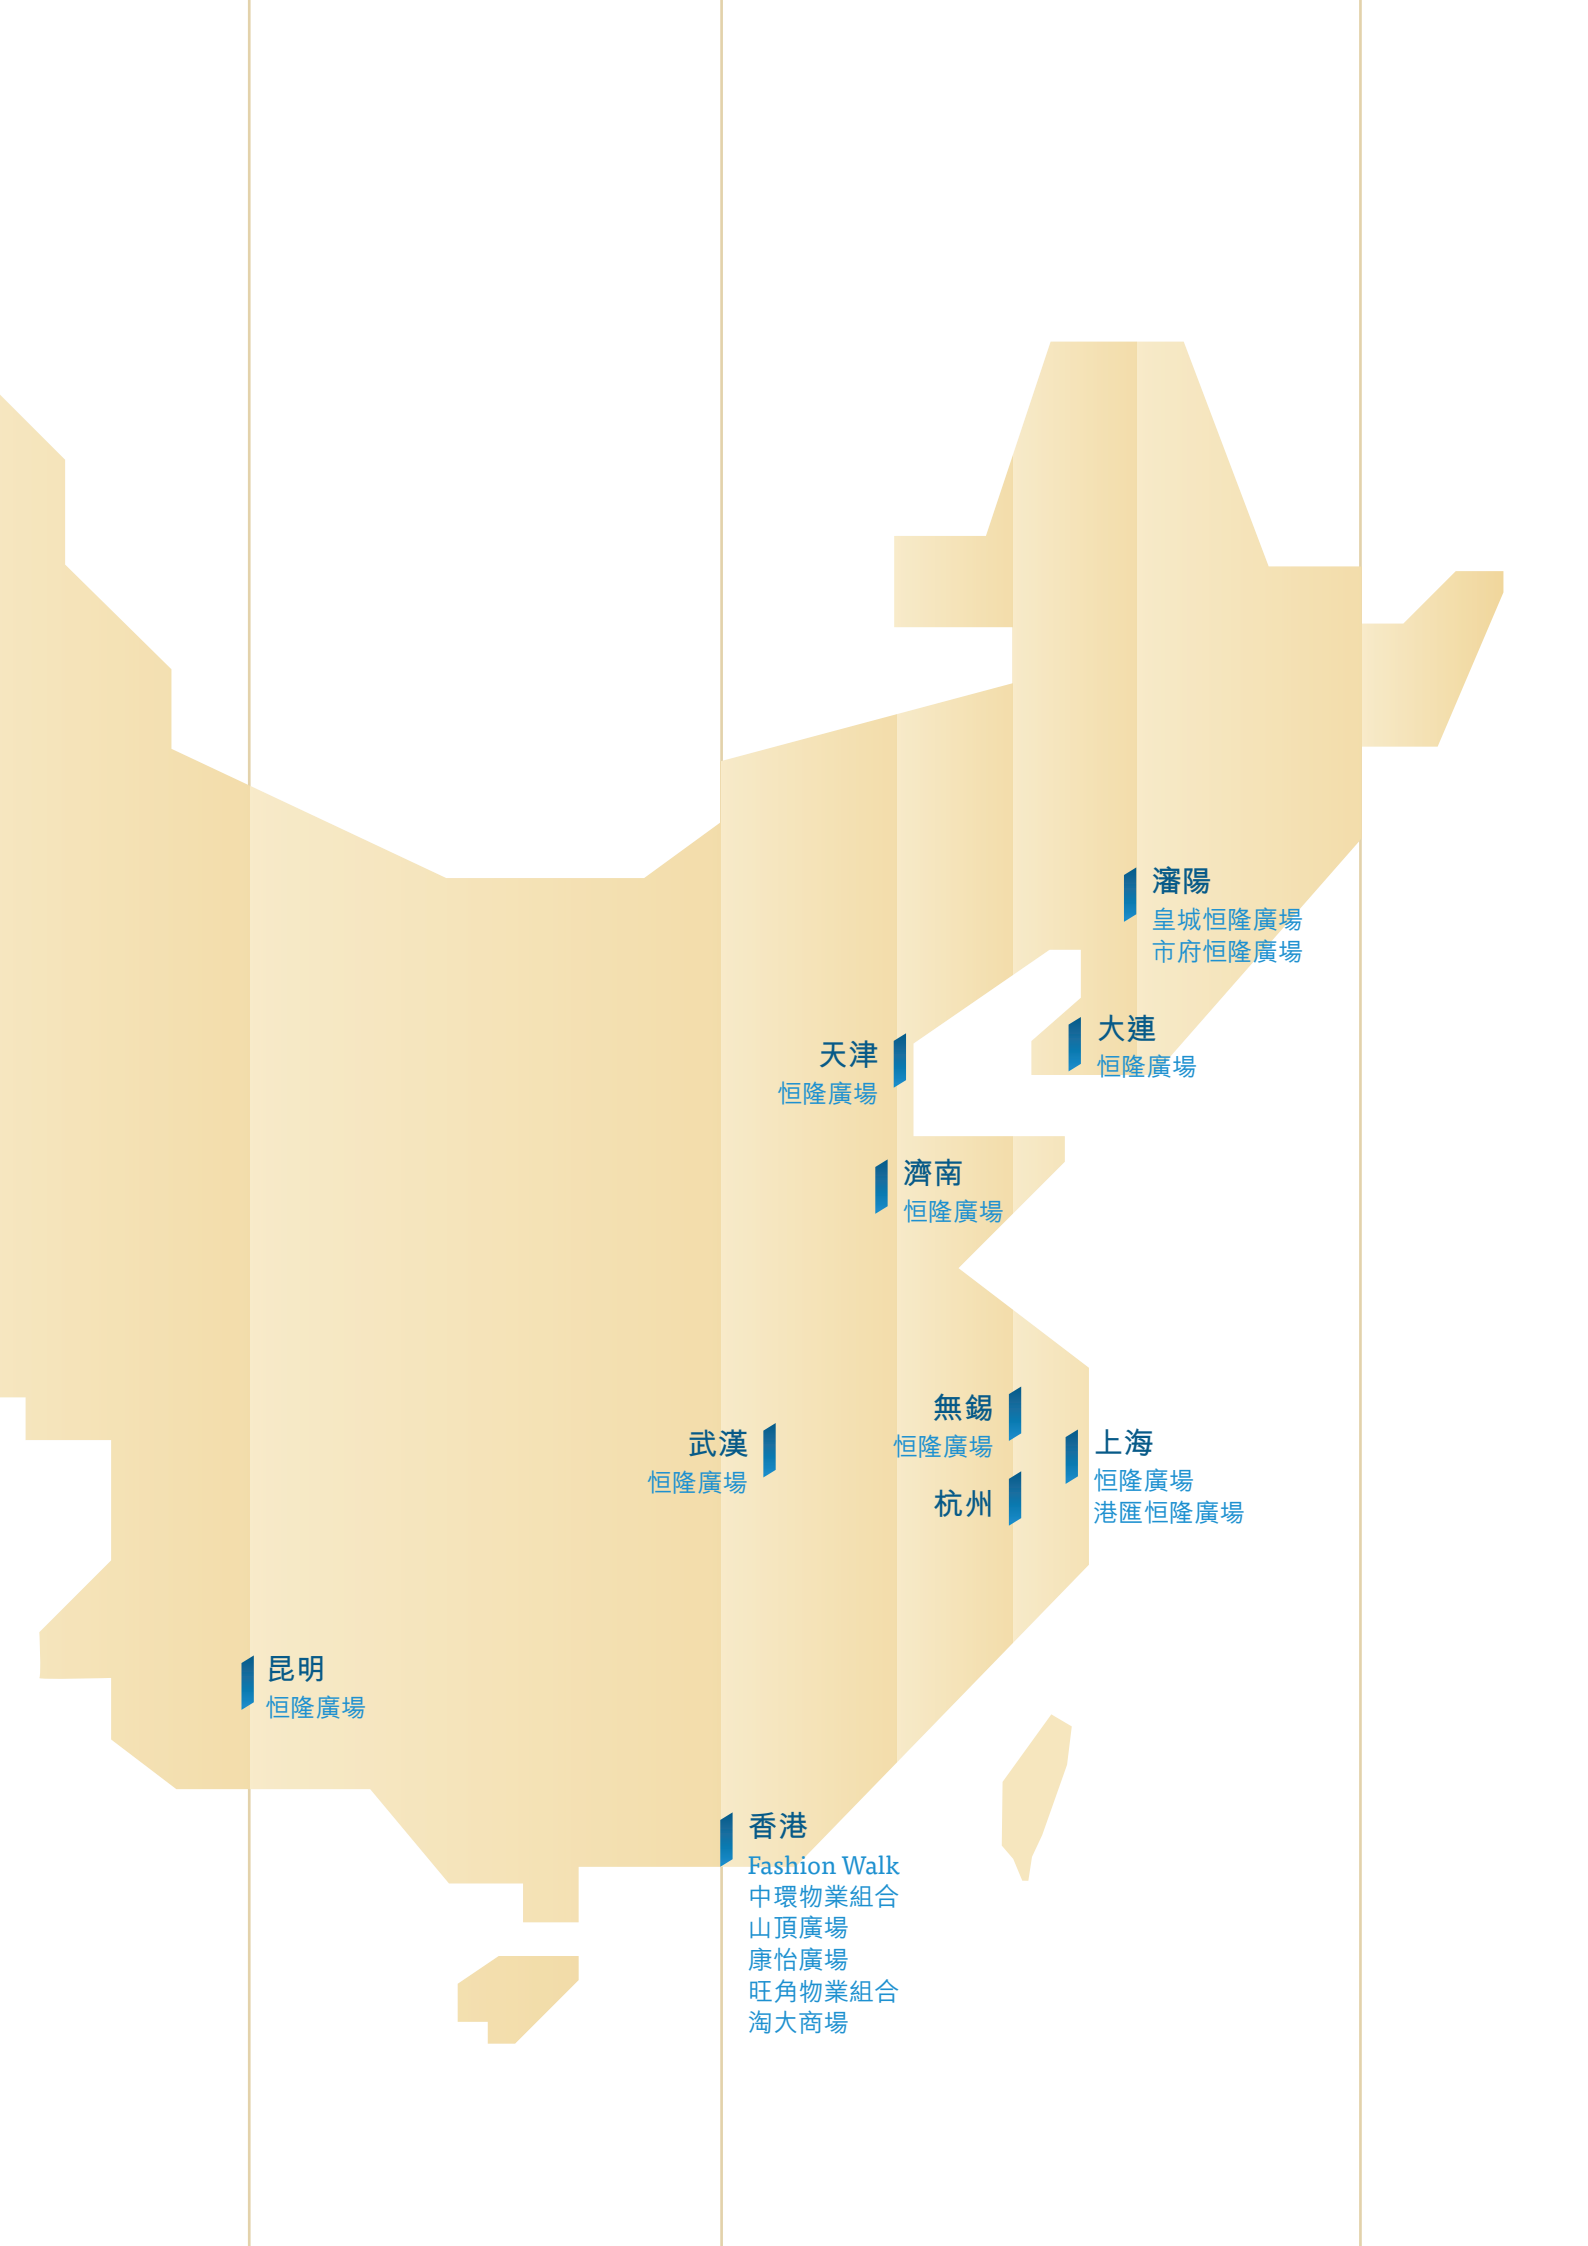 瀋陽
皇城恒隆廣場
市府恒隆廣場
大連
恒隆廣場
天津
恒隆廣場
濟南
恒隆廣場
無錫
恒隆廣場
武漢
恒隆廣場
上海
恒隆廣場
港匯恒隆廣場
杭州
昆明
恒隆廣場
香港
Fashion Walk
中環物業組合
山頂廣場
康怡廣場
旺角物業組合
淘大商場